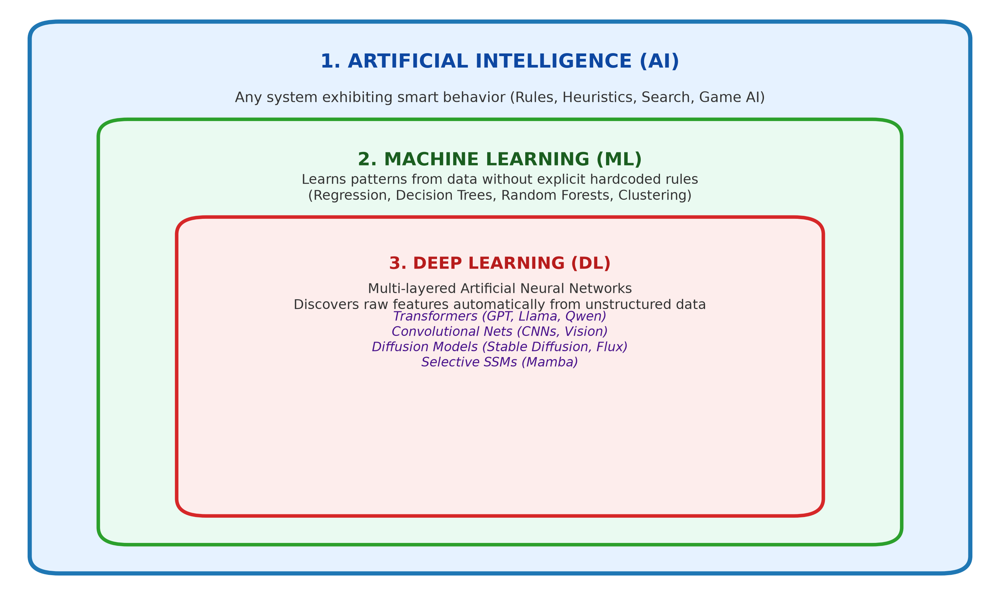 1. ARTIFICIAL INTELLIGENCE (AI)
Any system exhibiting smart behavior (Rules, Heuristics, Search, Game AI)
2. MACHINE LEARNING (ML)
Learns patterns from data without explicit hardcoded rules
(Regression, Decision Trees, Random Forests, Clustering)
3. DEEP LEARNING (DL)
Multi-layered Artificial Neural Networks
Discovers raw features automatically from unstructured data
Transformers (GPT, Llama, Qwen)
Convolutional Nets (CNNs, Vision)
Diffusion Models (Stable Diffusion, Flux)
Selective SSMs (Mamba)